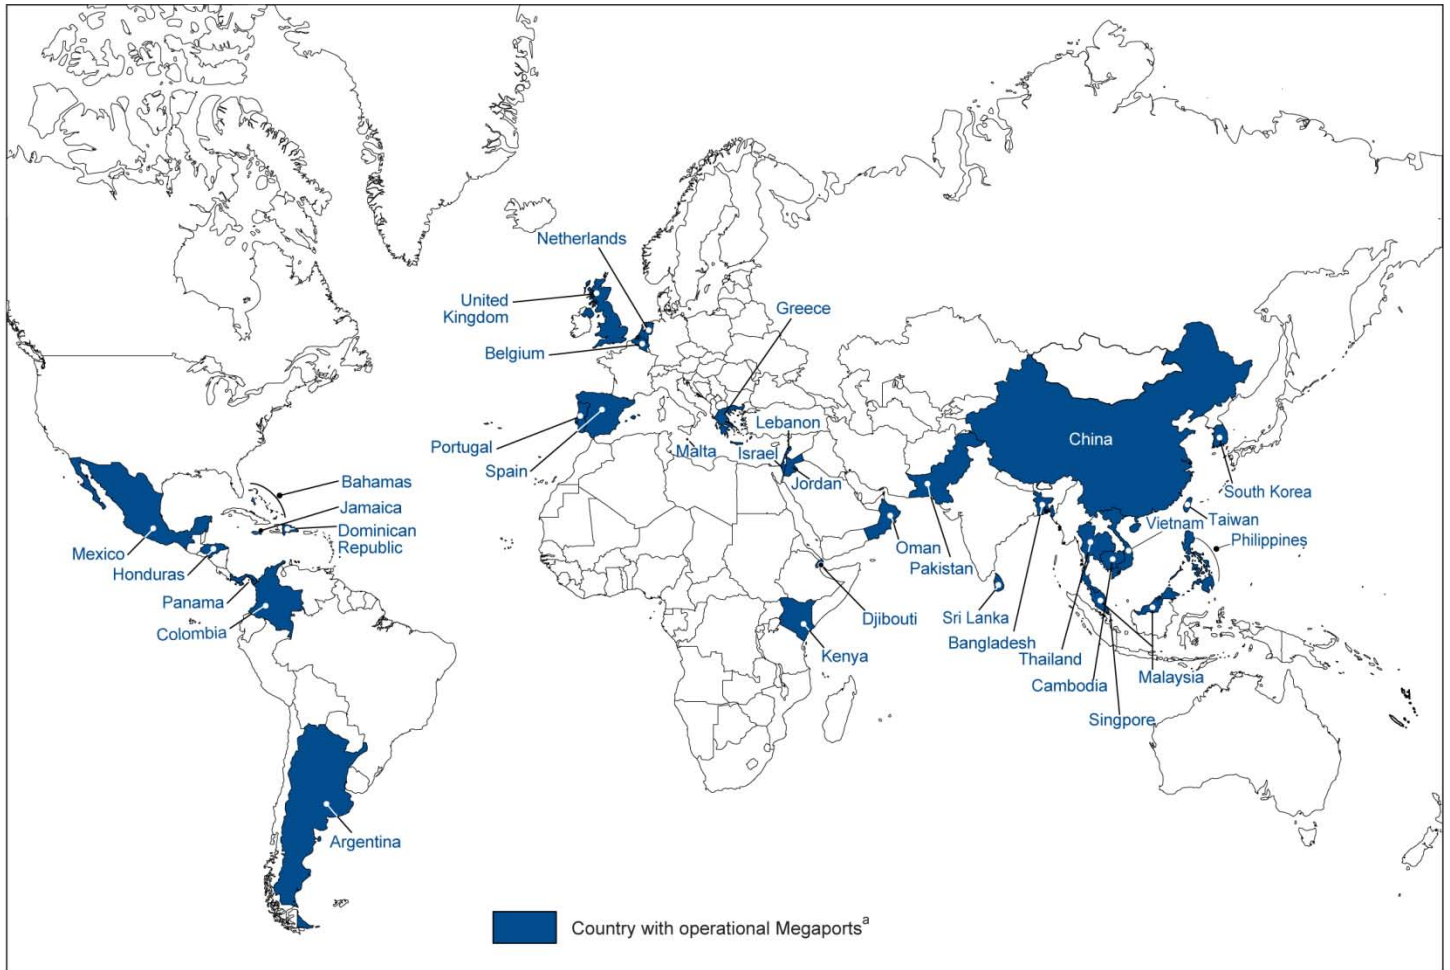 Netherlands
United
Kingdom
Greece
Belgium
Lebanon
China
Portugal
Malta
Israel
Spain
Jordan
Bahamas
South Korea
Jamaica
Vietnam
Taiwan
Dominican
Republic
Philippines
Mexico
Oman
Honduras
Pakistan
Panama
Djibouti
Sri Lanka
Colombia
Bangladesh
Kenya
Thailand
Malaysia
Cambodia
Singpore
Argentina
Country with operational Megaportsa